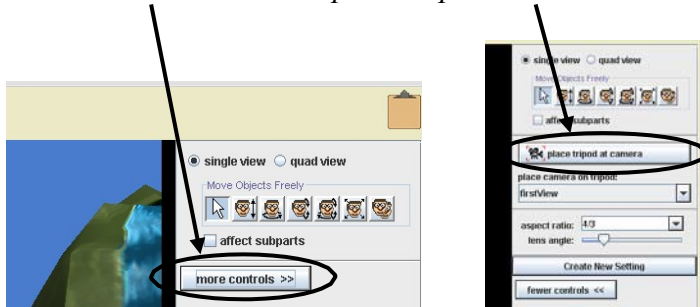 single view quad view
Move Objects Freely
affect subparts
more controls >>
single view quad view
Move Objects Freely
affect subparts
place tripod at camera
place camera on tripod:
firstView
aspect ratio: 4/3
lens angle:
Create New Setting
fewer controls <<